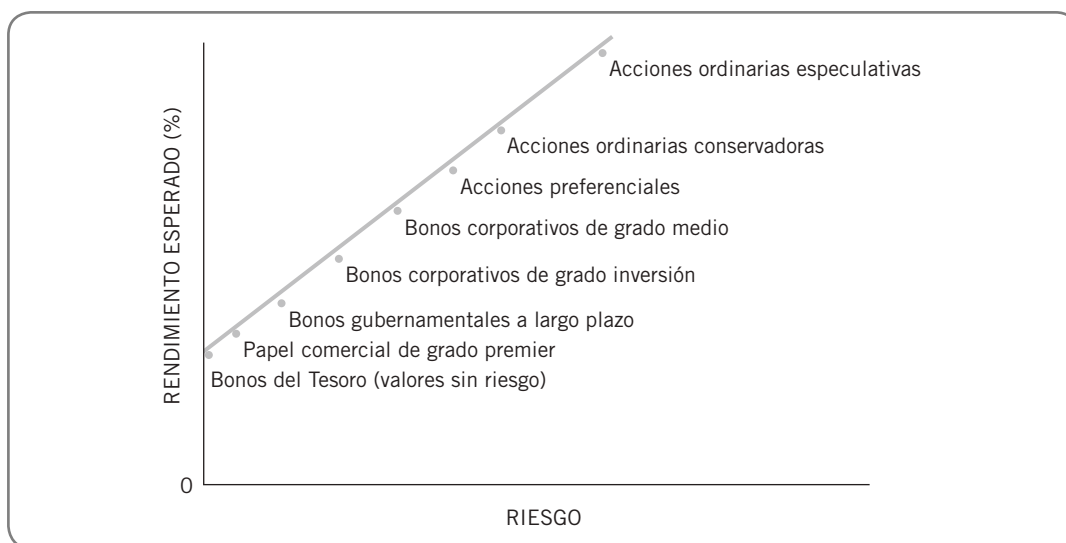 RENDIMIENTO ESPERADO (%)
Acciones ordinarias especulativas
Acciones ordinarias conservadoras
Acciones preferenciales
Bonos corporativos de grado medio
Bonos corporativos de grado inversión
Bonos gubernamentales a largo plazo
Papel comercial de grado premier
Bonos del Tesoro (valores sin riesgo)
0
RIESGO